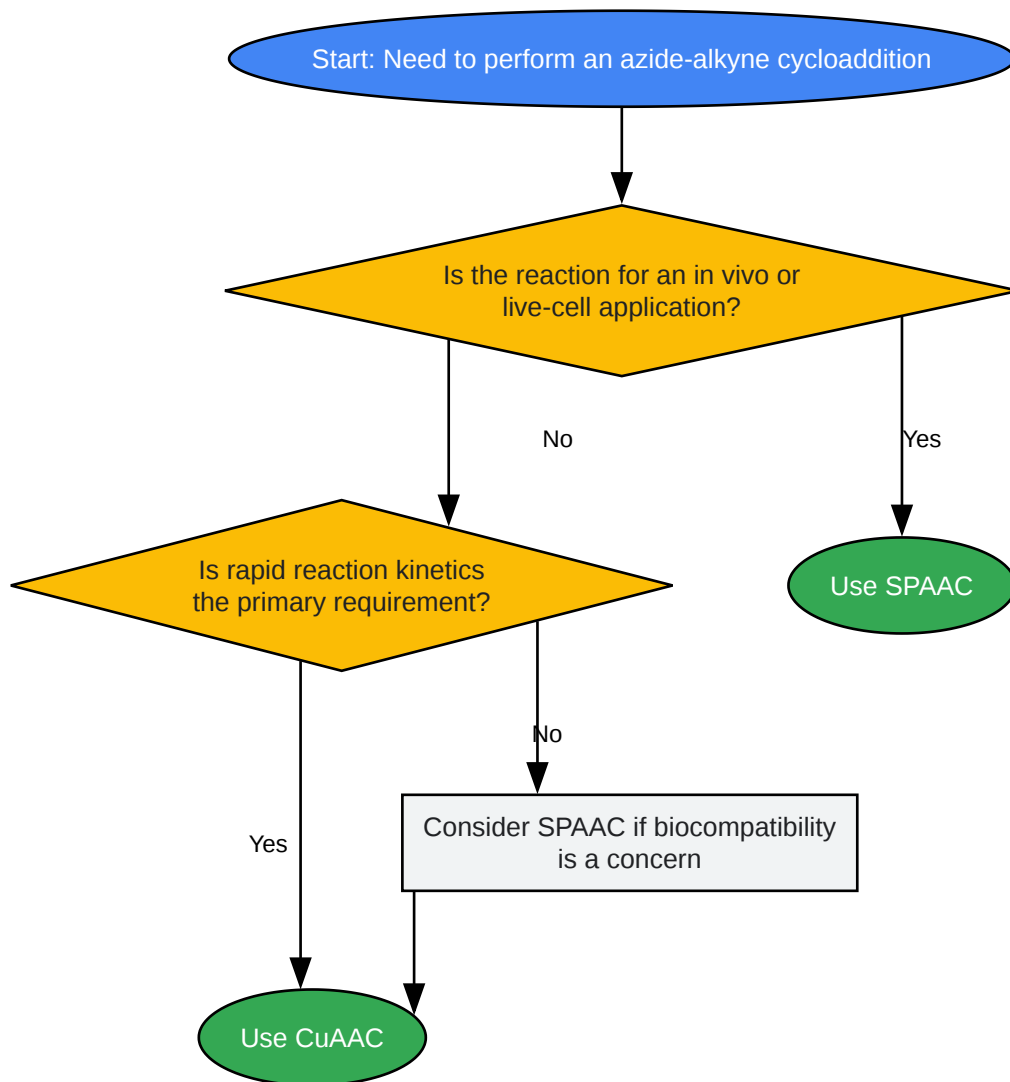 Start: Need to perform an azide-alkyne cycloaddition
Is the reaction for an in vivo or
live-cell application?
No
Yes
Is rapid reaction kinetics
the primary requirement?
Use SPAAC
No
Consider SPAAC if biocompatibility
is a concern
Yes
Use CuAAC